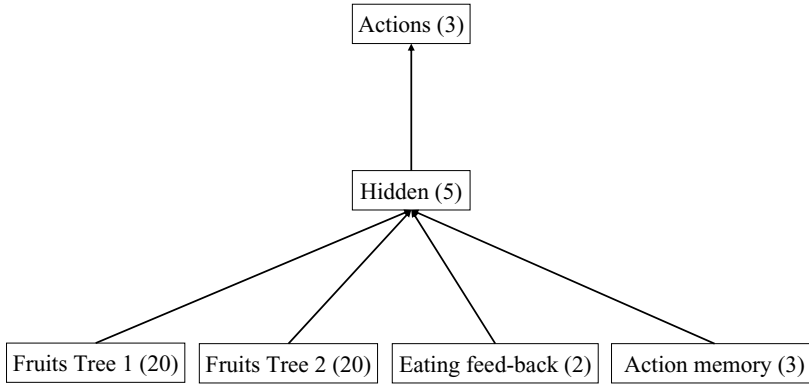 Actions (3)
Hidden (5)
Fruits Tree 1 (20)
Fruits Tree 2 (20)
Eating feed-back (2)
Action memory (3)